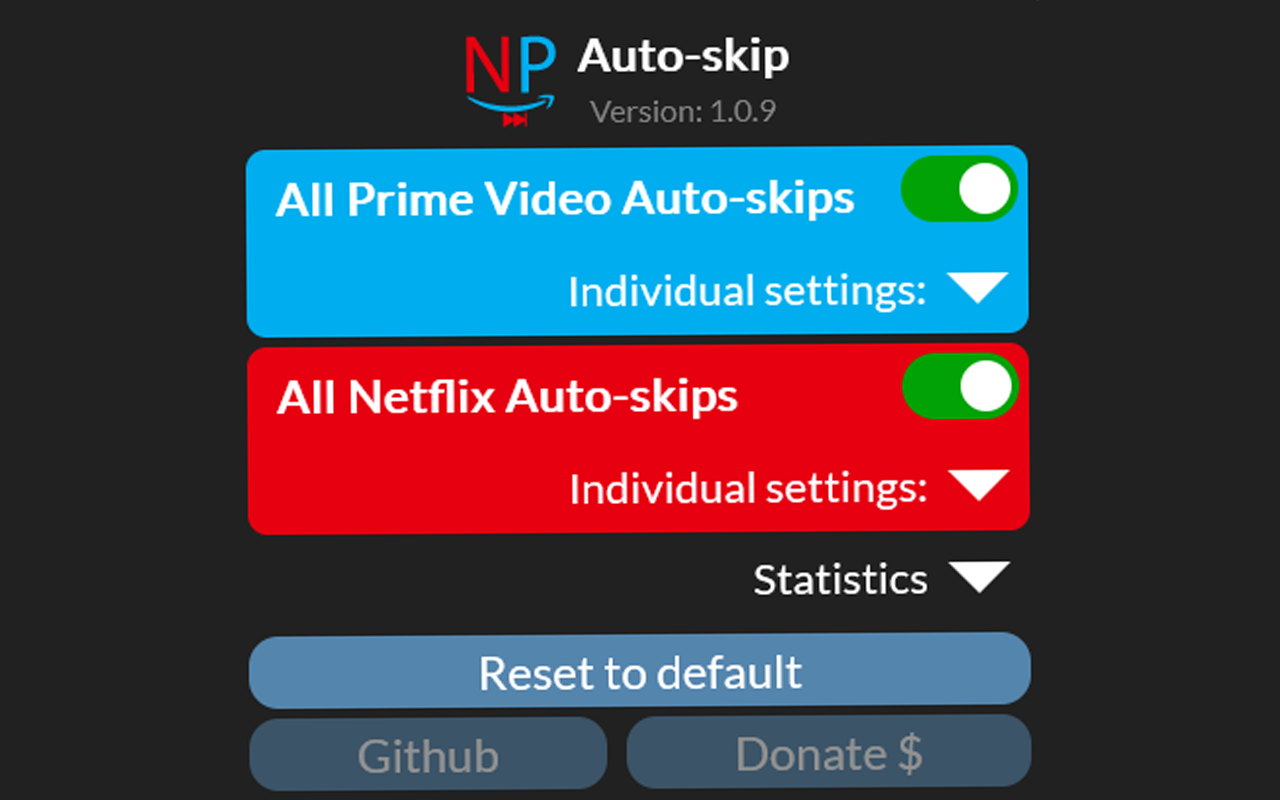 NP Auto-skip
Version: 1.0.9
All Prime Video Auto-skips
Individual settings:
All Netflix Auto-skips
Individual settings:
Statistics
Reset to default
Github
Donate $